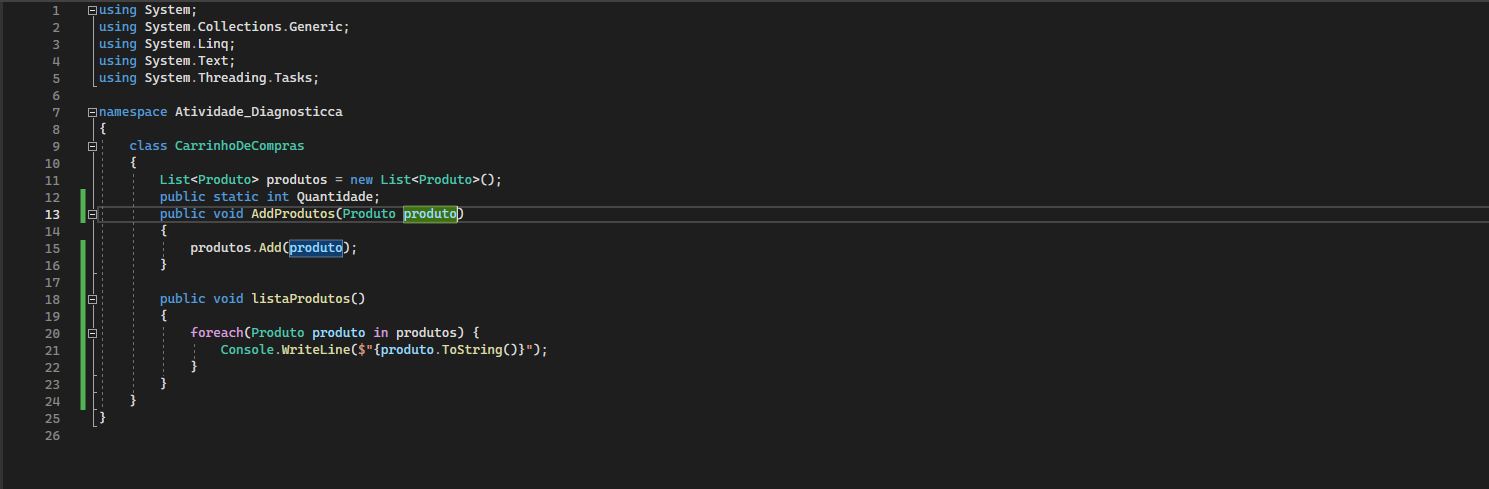 1 using System;
2 using System.Collections.Generic;
3 using System.Linq;
4 using System.Text;
5 using System.Threading.Tasks;
6
7 namespace Atividade_Diagnosticca
8 {
9 class CarrinhoDeCompras
10 {
11 List<Produto> produtos = new List<Produto>();
12 public static int Quantidade;
13 public void AddProdutos(Produto produto)
14 {
15 produtos.Add(produto);
16 }
17
18 public void listaProdutos()
19 {
20 foreach(Produto produto in produtos) {
21 Console.WriteLine($"{produto.ToString()}");
22 }
23 }
24 }
25 }
26